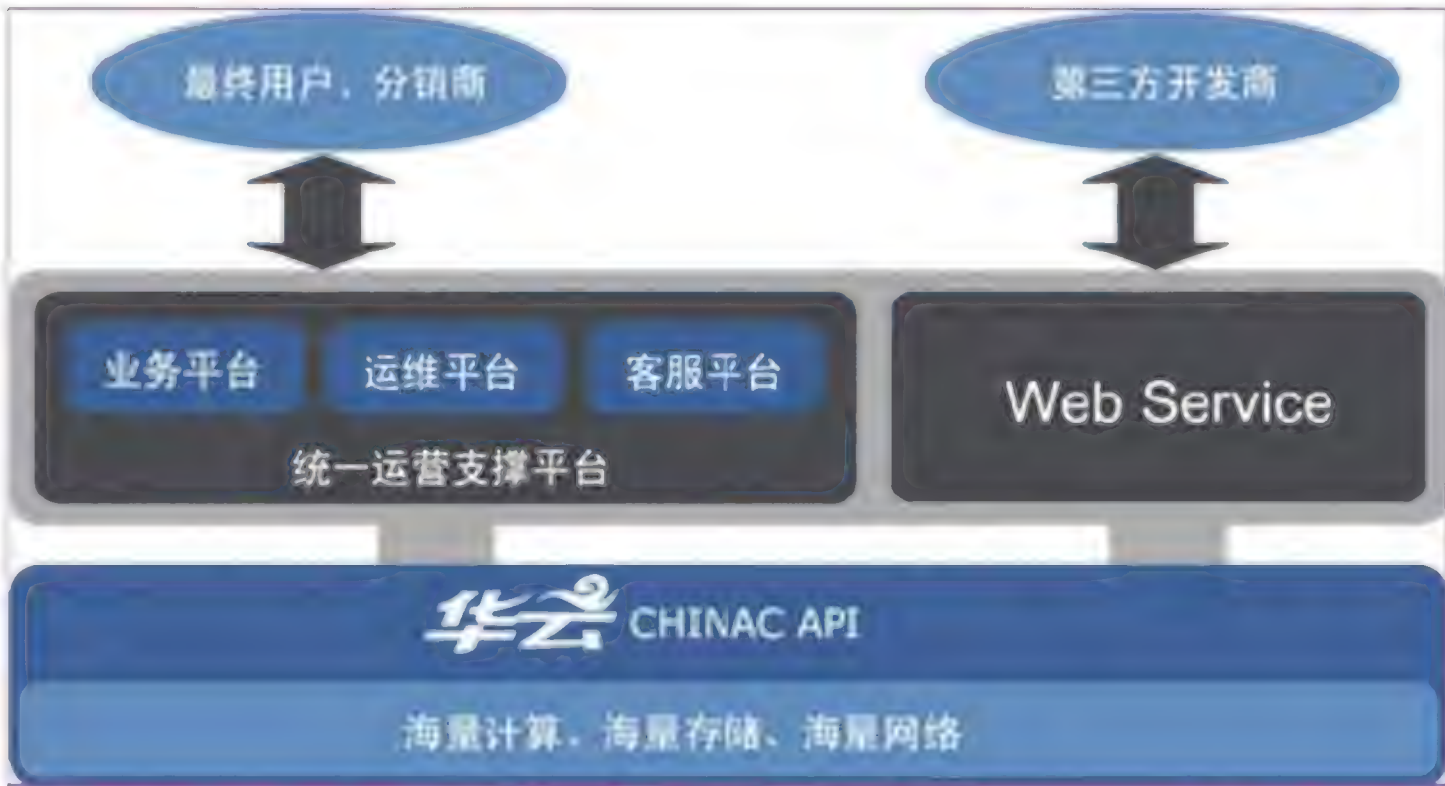 最终用户、分销商
第三方开发商
业务平台
运维平台
客服平台
统一运营支撑平台
Web Service
华云 CHINAC API
海量计算、海量存储、海量网络